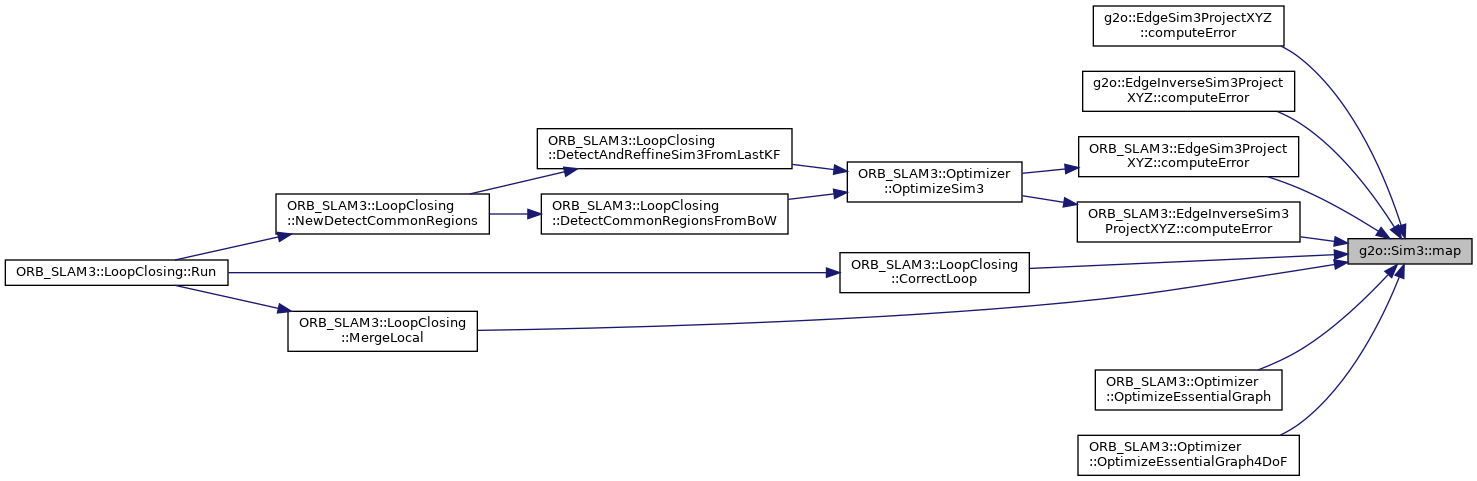 g2o::EdgeSim3ProjectXYZ
::computeError
g2o::EdgeInverseSim3Project
XYZ::computeError
ORB_SLAM3::LoopClosing
::DetectAndReffineSim3FromLastKF
ORB_SLAM3::EdgeSim3Project
XYZ::computeError
ORB_SLAM3::Optimizer
::OptimizeSim3
ORB_SLAM3::LoopClosing
::NewDetectCommonRegions
ORB_SLAM3::LoopClosing
::DetectCommonRegionsFromBoW
ORB_SLAM3::EdgeInverseSim3
ProjectXYZ::computeError
g2o::Sim3::map
ORB_SLAM3::LoopClosing::Run
ORB_SLAM3::LoopClosing
::CorrectLoop
ORB_SLAM3::LoopClosing
::MergeLocal
ORB_SLAM3::Optimizer
::OptimizeEssentialGraph
ORB_SLAM3::Optimizer
::OptimizeEssentialGraph4DoF